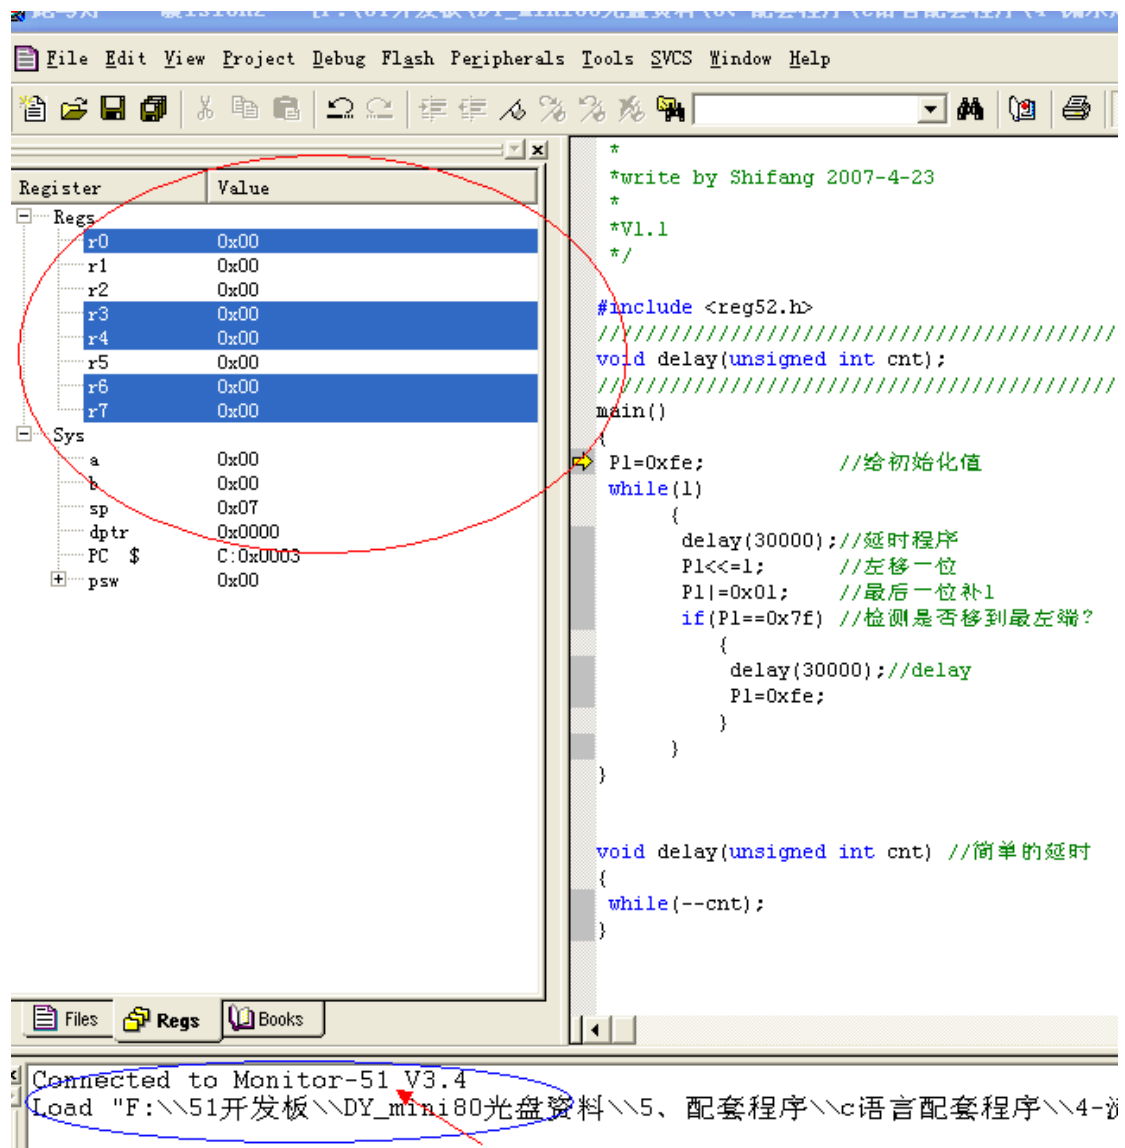 File Edit View Project Debug Flash Peripherals Tools SVCS Window Help
Register Value
Regs
r0 0x00
r1 0x00
r2 0x00
r3 0x00
r4 0x00
r5 0x00
r6 0x00
r7 0x00
Sys
a 0x00
b 0x00
sp 0x07
dptr 0x0000
PC $ C:0x0003
psw 0x00
Files Regs Books
*
*write by Shifang 2007-4-23
*
*V1.1
*/
#include <reg52.h>
///////////////////////////////////////////
void delay(unsigned int cnt);
///////////////////////////////////////////
main()
{
P1=0xfe; //给初始化值
while(1)
{
delay(30000);//延时程序
P1<<=1; //左移一位
P1|=0x01; //最后一位补1
if(P1==0x7f) //检测是否移到最左端?
{
delay(30000);//delay
P1=0xfe;
}
}
}
void delay(unsigned int cnt) //简单的延时
{
while(--cnt);
}
Connected to Monitor-51 V3.4
Load "F:\\51开发板\\DY_mini80光盘资料\\5、配套程序\\c语言配套程序\\4-